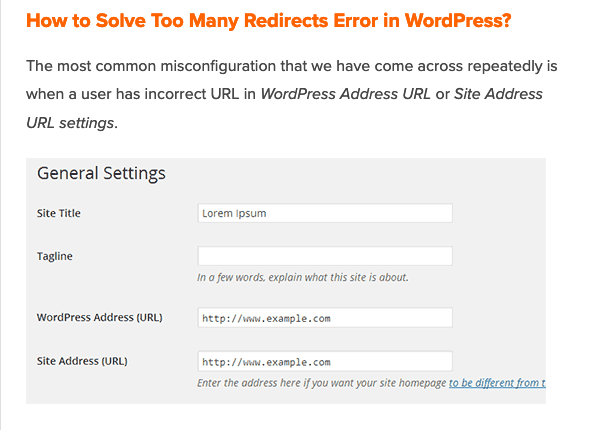 How to Solve Too Many Redirects Error in WordPress?
The most common misconfiguration that we have come across repeatedly is
when a user has incorrect URL in WordPress Address URL or Site Address
URL settings.
General Settings
Site Title
Lorem Ipsum
Tagline
In a few words, explain what this site is about.
WordPress Address (URL)
http://www.example.com
Site Address (URL)
http://www.example.com
Enter the address here if you want your site homepage to be different from t